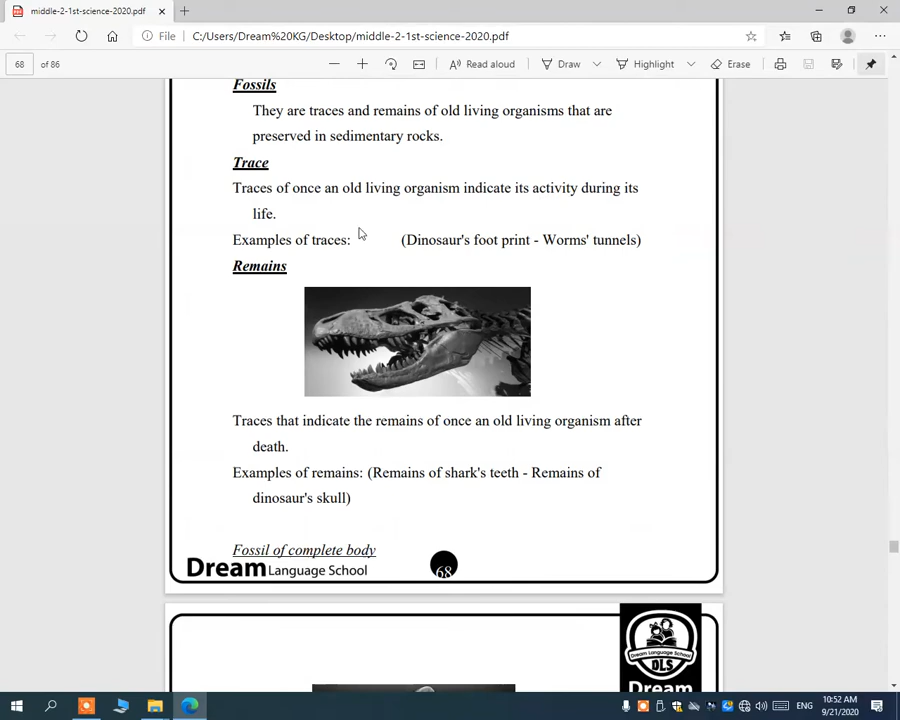 middle-2-1st-science-2020.pdf
File
C:/Users/Dream%20KG/Desktop/middle-2-1st-science-2020.pdf
68 of 86
Read aloud
Draw
Highlight
Erase
Fossils
They are traces and remains of old living organisms that are
preserved in sedimentary rocks.
Trace
Traces of once an old living organism indicate its activity during its
life.
Examples of traces: (Dinosaur's foot print - Worms' tunnels)
Remains
Traces that indicate the remains of once an old living organism after
death.
Examples of remains: (Remains of shark's teeth - Remains of
dinosaur's skull)
Fossil of complete body
Dream Language School
68
Dream Language School
DLS
Dream
ENG
10:52 AM
9/21/2020